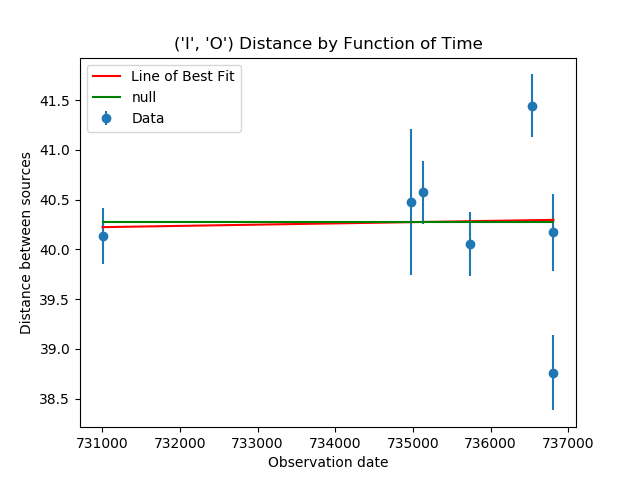 ('I', 'O') Distance by Function of Time
Line of Best Fit
null
Data
Distance between sources
41.5
41.0
40.5
40.0
39.5
39.0
38.5
731000 732000 733000 734000 735000 736000 737000
Observation date